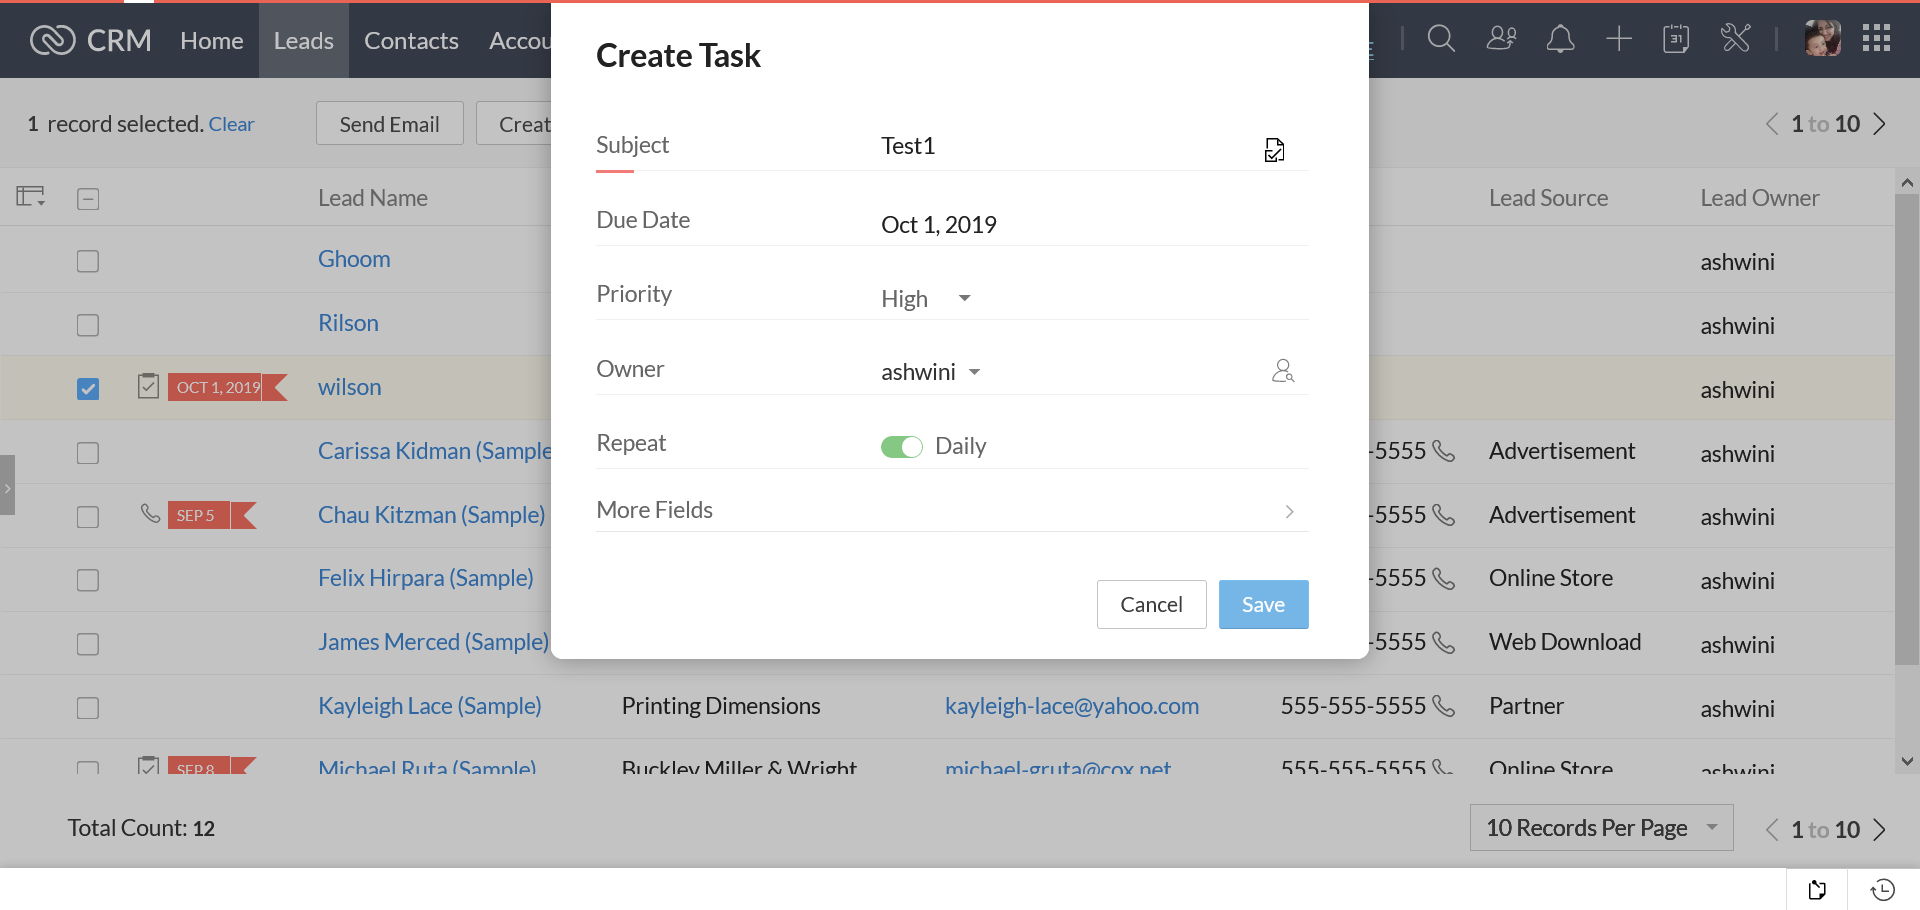 CRM Home Leads Contacts Accou
31
1 record selected. Clear Send Email Creat
1 to 10
Create Task
Subject Test1
Due Date Oct 1, 2019
Priority High
Owner ashwini
Repeat Daily
More Fields
Cancel Save
Lead Name Lead Source Lead Owner
Ghoom ashwini
Rilson ashwini
OCT 1, 2019 wilson ashwini
Carissa Kidman (Sample -5555 Advertisement ashwini
SEP 5 Chau Kitzman (Sample) -5555 Advertisement ashwini
Felix Hirpara (Sample) -5555 Online Store ashwini
James Merced (Sample) -5555 Web Download ashwini
Kayleigh Lace (Sample) Printing Dimensions kayleigh-lace@yahoo.com 555-555-5555 Partner ashwini
SEP 8 Michael Ruta (Sample) Buckley Miller & Wright michael-gruta@cox.net 555-555-5555 Online Store ashwini
Total Count: 12 10 Records Per Page 1 to 10